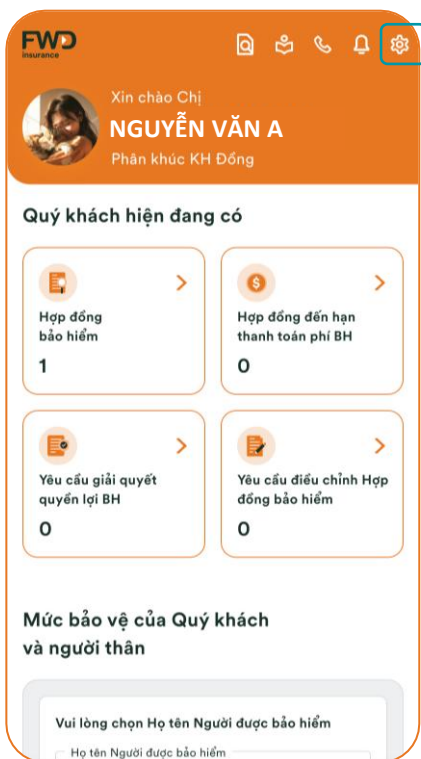 FWD
insurance
Xin chào Chị
NGUYỄN VĂN A
Phân khúc KH Đồng
Quý khách hiện đang có
Hợp đồng
bảo hiểm
1
Hợp đồng đến hạn
thanh toán phí BH
0
Yêu cầu giải quyết
quyền lợi BH
0
Yêu cầu điều chỉnh Hợp
đồng bảo hiểm
0
Mức bảo vệ của Quý khách
và người thân
Vui lòng chọn Họ tên Người được bảo hiểm
Họ tên Người được bảo hiểm